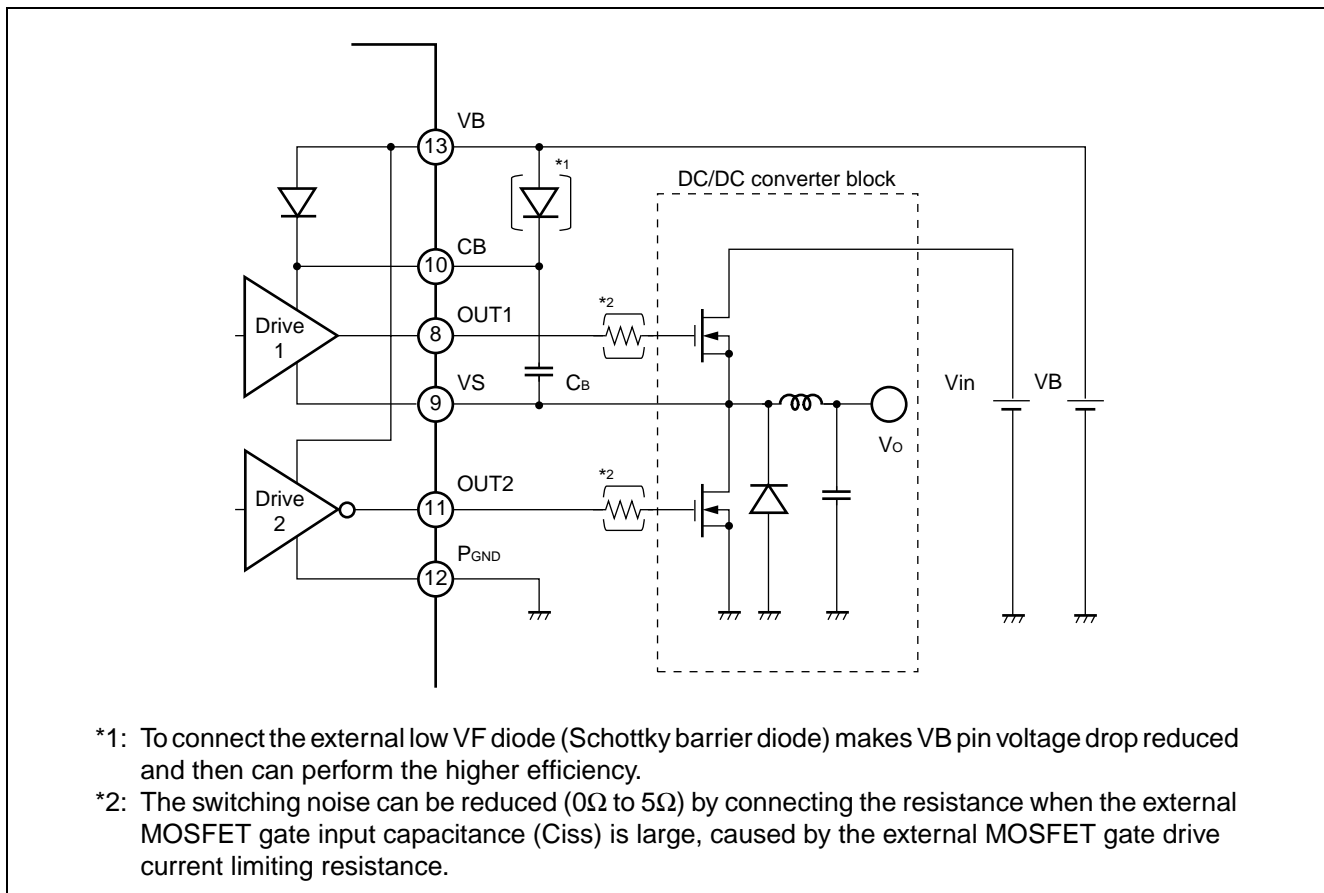 VB
13
*1
DC/DC converter block
CB
10
*2
OUT1
Drive
1
8
VS
CB
9
Vin
VB
VO
*2
OUT2
Drive
2
11
PGND
12
*1: To connect the external low VF diode (Schottky barrier diode) makes VB pin voltage drop reduced
and then can perform the higher efficiency.
*2: The switching noise can be reduced (0Ω to 5Ω) by connecting the resistance when the external
MOSFET gate input capacitance (Ciss) is large, caused by the external MOSFET gate drive
current limiting resistance.